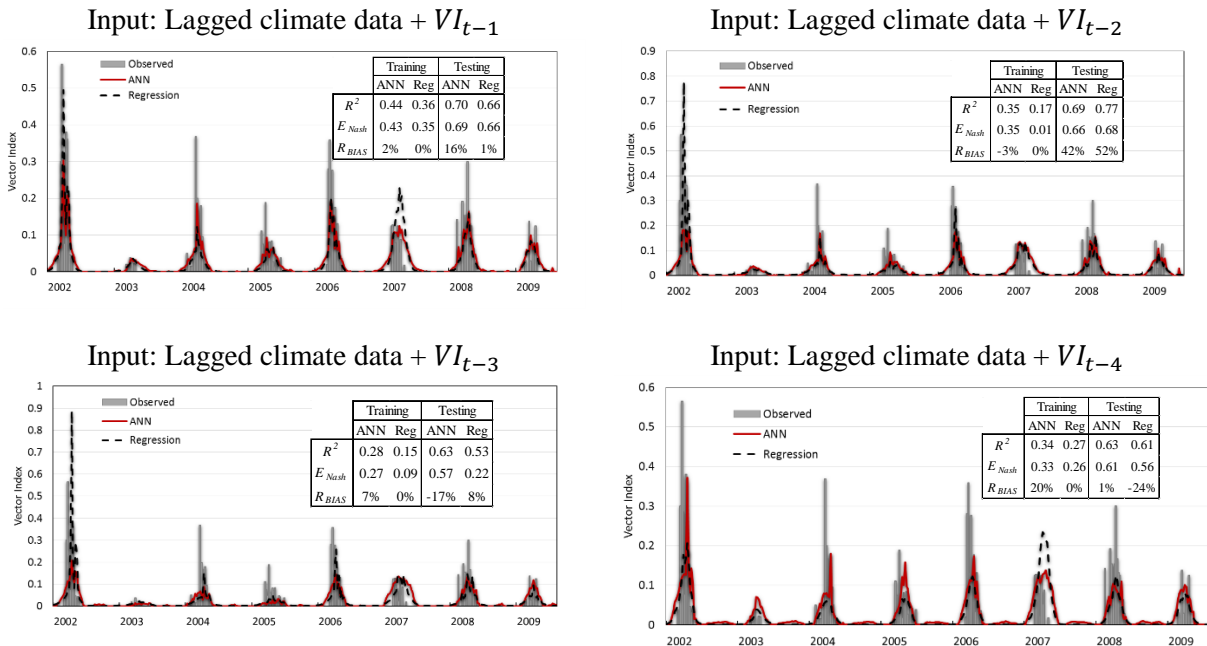 Input: Lagged climate data + VI_{t−1}
0.6
0.5
0.4
0.3
0.2
0.1
0
Vector Index
Observed
ANN
Regression
Training Testing
ANN Reg ANN Reg
R² 0.44 0.36 0.70 0.66
E_Nash 0.43 0.35 0.69 0.66
R_BIAS 2% 0% 16% 1%
2002 2003 2004 2005 2006 2007 2008 2009
Input: Lagged climate data + VI_{t−2}
0.9
0.8
0.7
0.6
0.5
0.4
0.3
0.2
0.1
0
Observed
ANN
Regression
Training Testing
ANN Reg ANN Reg
R² 0.35 0.17 0.69 0.77
E_Nash 0.35 0.01 0.66 0.68
R_BIAS -3% 0% 42% 52%
2002 2003 2004 2005 2006 2007 2008 2009
Input: Lagged climate data + VI_{t−3}
1
0.9
0.8
0.7
0.6
0.5
0.4
0.3
0.2
0.1
0
Vector Index
Observed
ANN
Regression
Training Testing
ANN Reg ANN Reg
R² 0.28 0.15 0.63 0.53
E_Nash 0.27 0.09 0.57 0.22
R_BIAS 7% 0% -17% 8%
2002 2003 2004 2005 2006 2007 2008 2009
Input: Lagged climate data + VI_{t−4}
0.6
0.5
0.4
0.3
0.2
0.1
0
Vector Index
Observed
ANN
Regression
Training Testing
ANN Reg ANN Reg
R² 0.34 0.27 0.63 0.61
E_Nash 0.33 0.26 0.61 0.56
R_BIAS 20% 0% 1% -24%
2002 2003 2004 2005 2006 2007 2008 2009